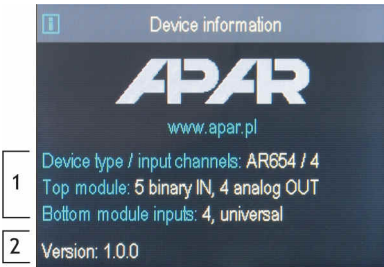 i Device information
APAR
www.apar.pl
1
Device type / input channels: AR654 / 4
Top module: 5 binary IN, 4 analog OUT
Bottom module inputs: 4, universal
2
Version: 1.0.0